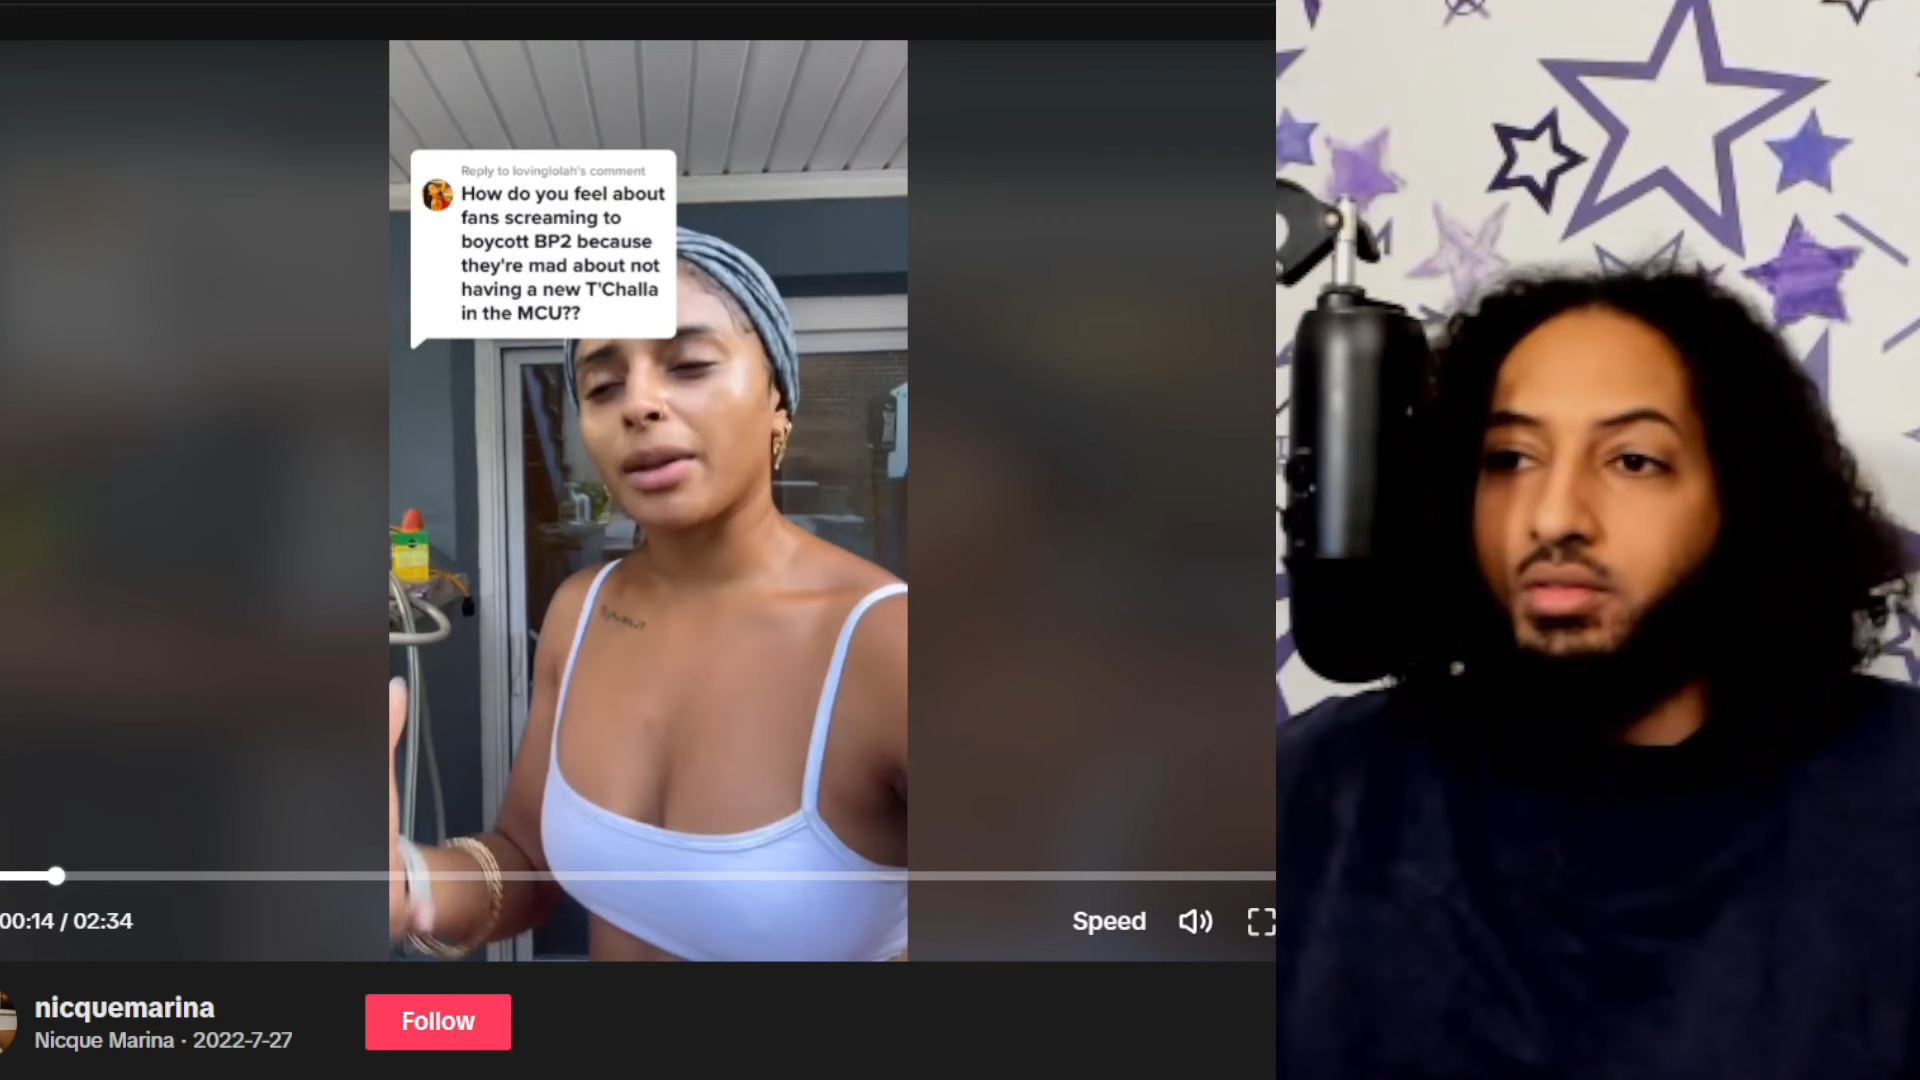 Reply to lovinglolah's comment
How do you feel about
fans screaming to
boycott BP2 because
they're mad about not
having a new T'Challa
in the MCU??
00:14 / 02:34
Speed
nicquemarina
Nicque Marina · 2022-7-27
Follow